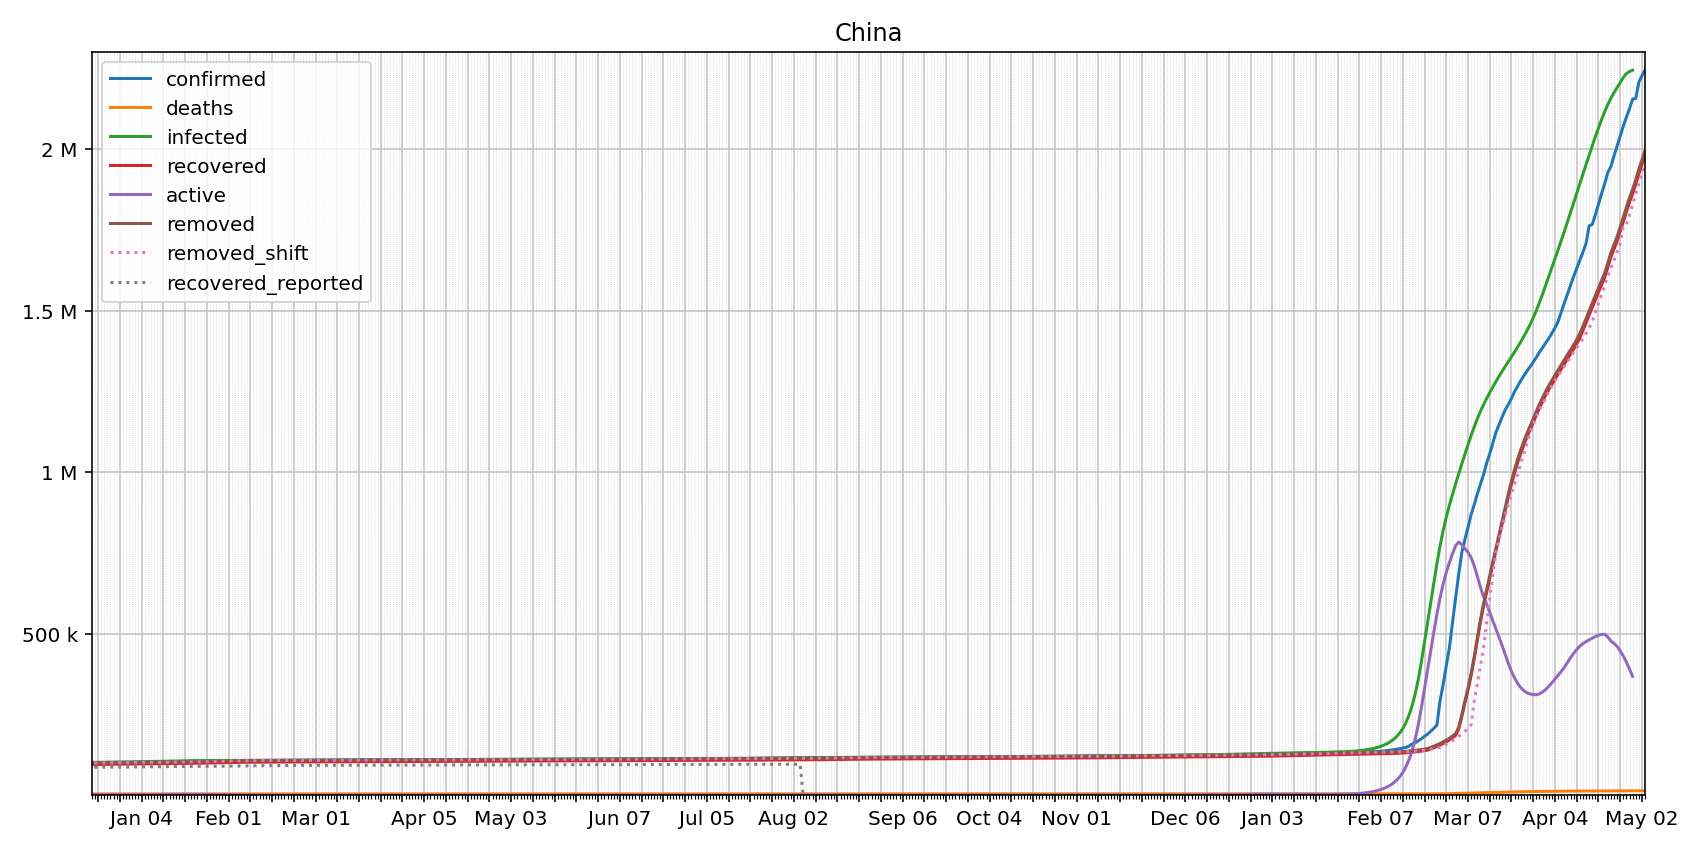 China
confirmed
deaths
infected
recovered
active
removed
removed_shift
recovered_reported
2 M
1.5 M
1 M
500 k
Jan 04 Feb 01 Mar 01 Apr 05 May 03 Jun 07 Jul 05 Aug 02 Sep 06 Oct 04 Nov 01 Dec 06 Jan 03 Feb 07 Mar 07 Apr 04 May 02